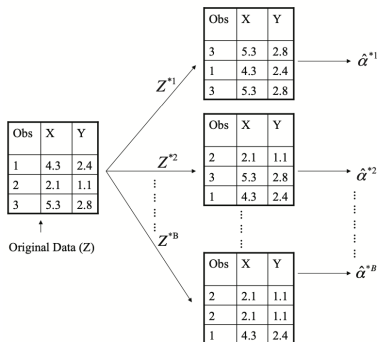 Obs X Y
3 5.3 2.8
1 4.3 2.4
3 5.3 2.8
Z*1
α̂*1
Obs X Y
1 4.3 2.4
2 2.1 1.1
3 5.3 2.8
Original Data (Z)
Z*2
Obs X Y
2 2.1 1.1
3 5.3 2.8
1 4.3 2.4
α̂*2
Z*B
Obs X Y
2 2.1 1.1
2 2.1 1.1
1 4.3 2.4
α̂*B